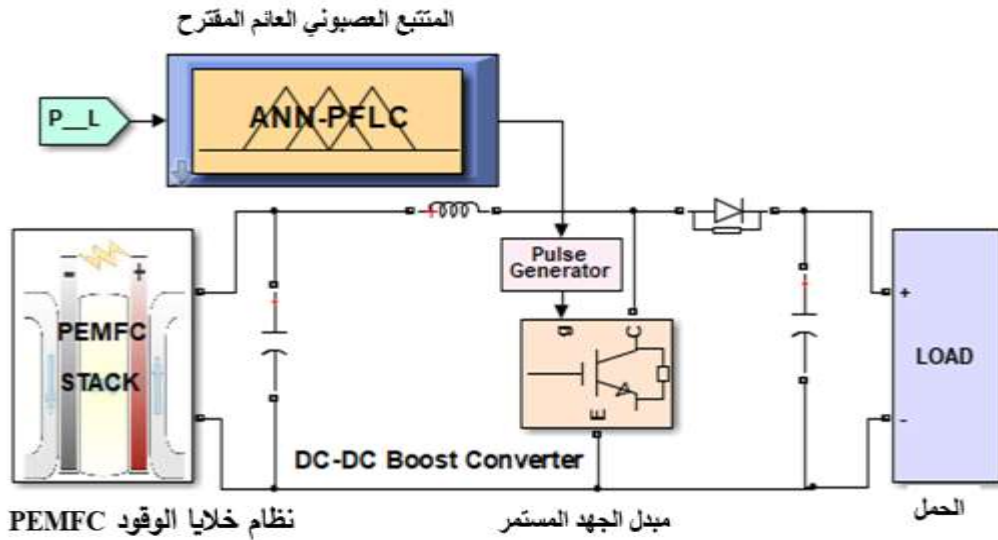 المتتبع العصبوني العائم المقترح
P__L
ANN-PFLC
Pulse
Generator
g
C
E
-
+
PEMFC
STACK
+
-
LOAD
DC-DC Boost Converter
نظام خلايا الوقود PEMFC
مبدل الجهد المستمر
الحمل